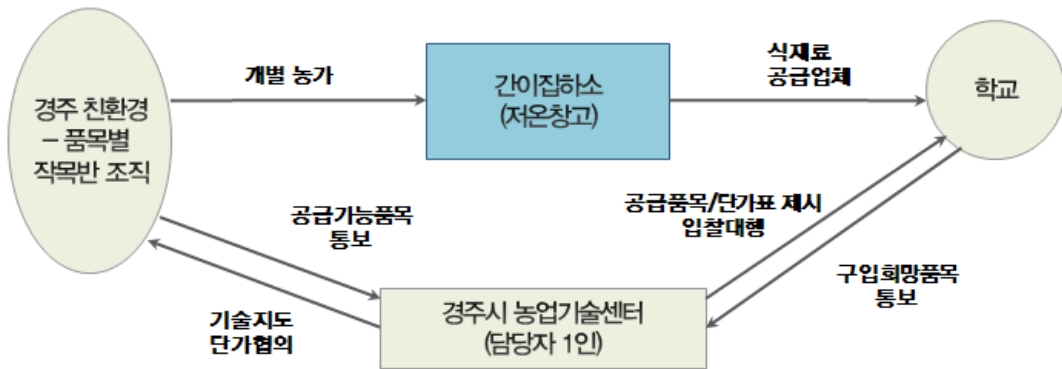 개별 농가
식재료
공급업체
경주 친환경
– 품목별
작목반 조직
간이집하소
(저온창고)
학교
공급가능품목
통보
공급품목/단가표 제시
입찰대행
기술지도
단가협의
경주시 농업기술센터
(담당자 1인)
구입희망품목
통보